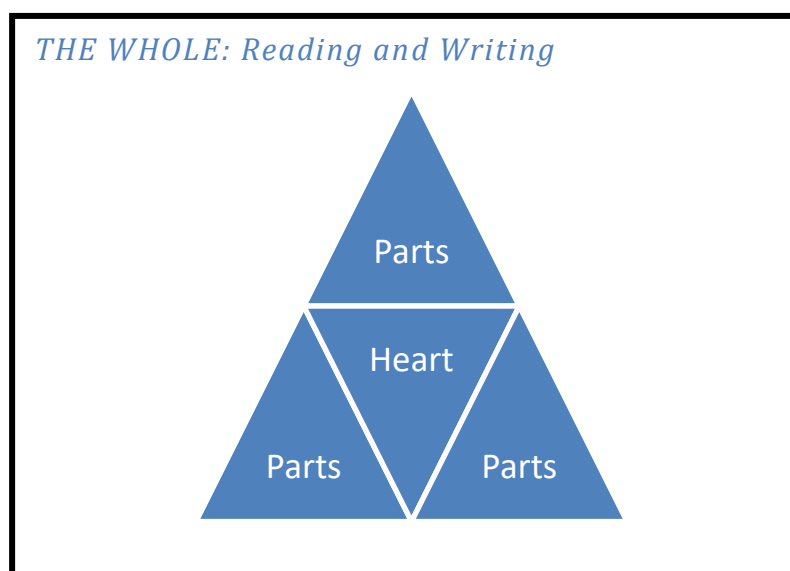 THE WHOLE: Reading and Writing
Parts
Heart
Parts
Parts